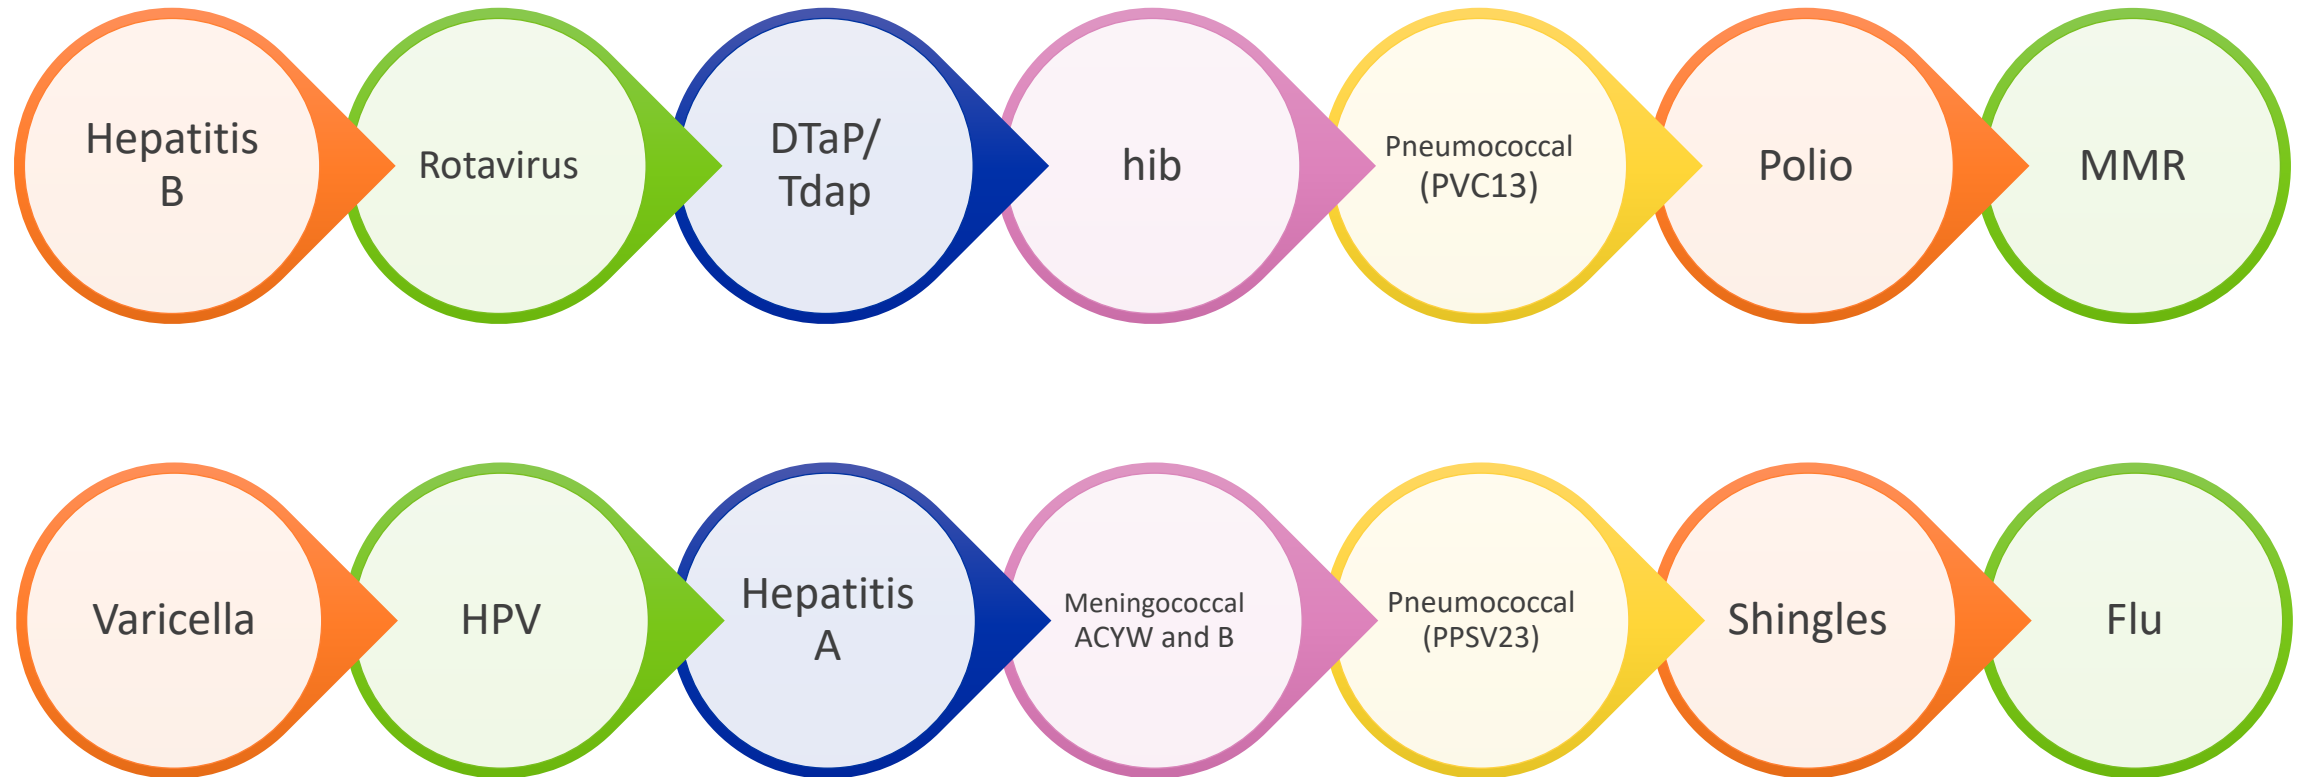 Hepatitis
B
Rotavirus
DTaP/
Tdap
hib
Pneumococcal
(PVC13)
Polio
MMR
Varicella
HPV
Hepatitis
A
Meningococcal
ACYW and B
Pneumococcal
(PPSV23)
Shingles
Flu